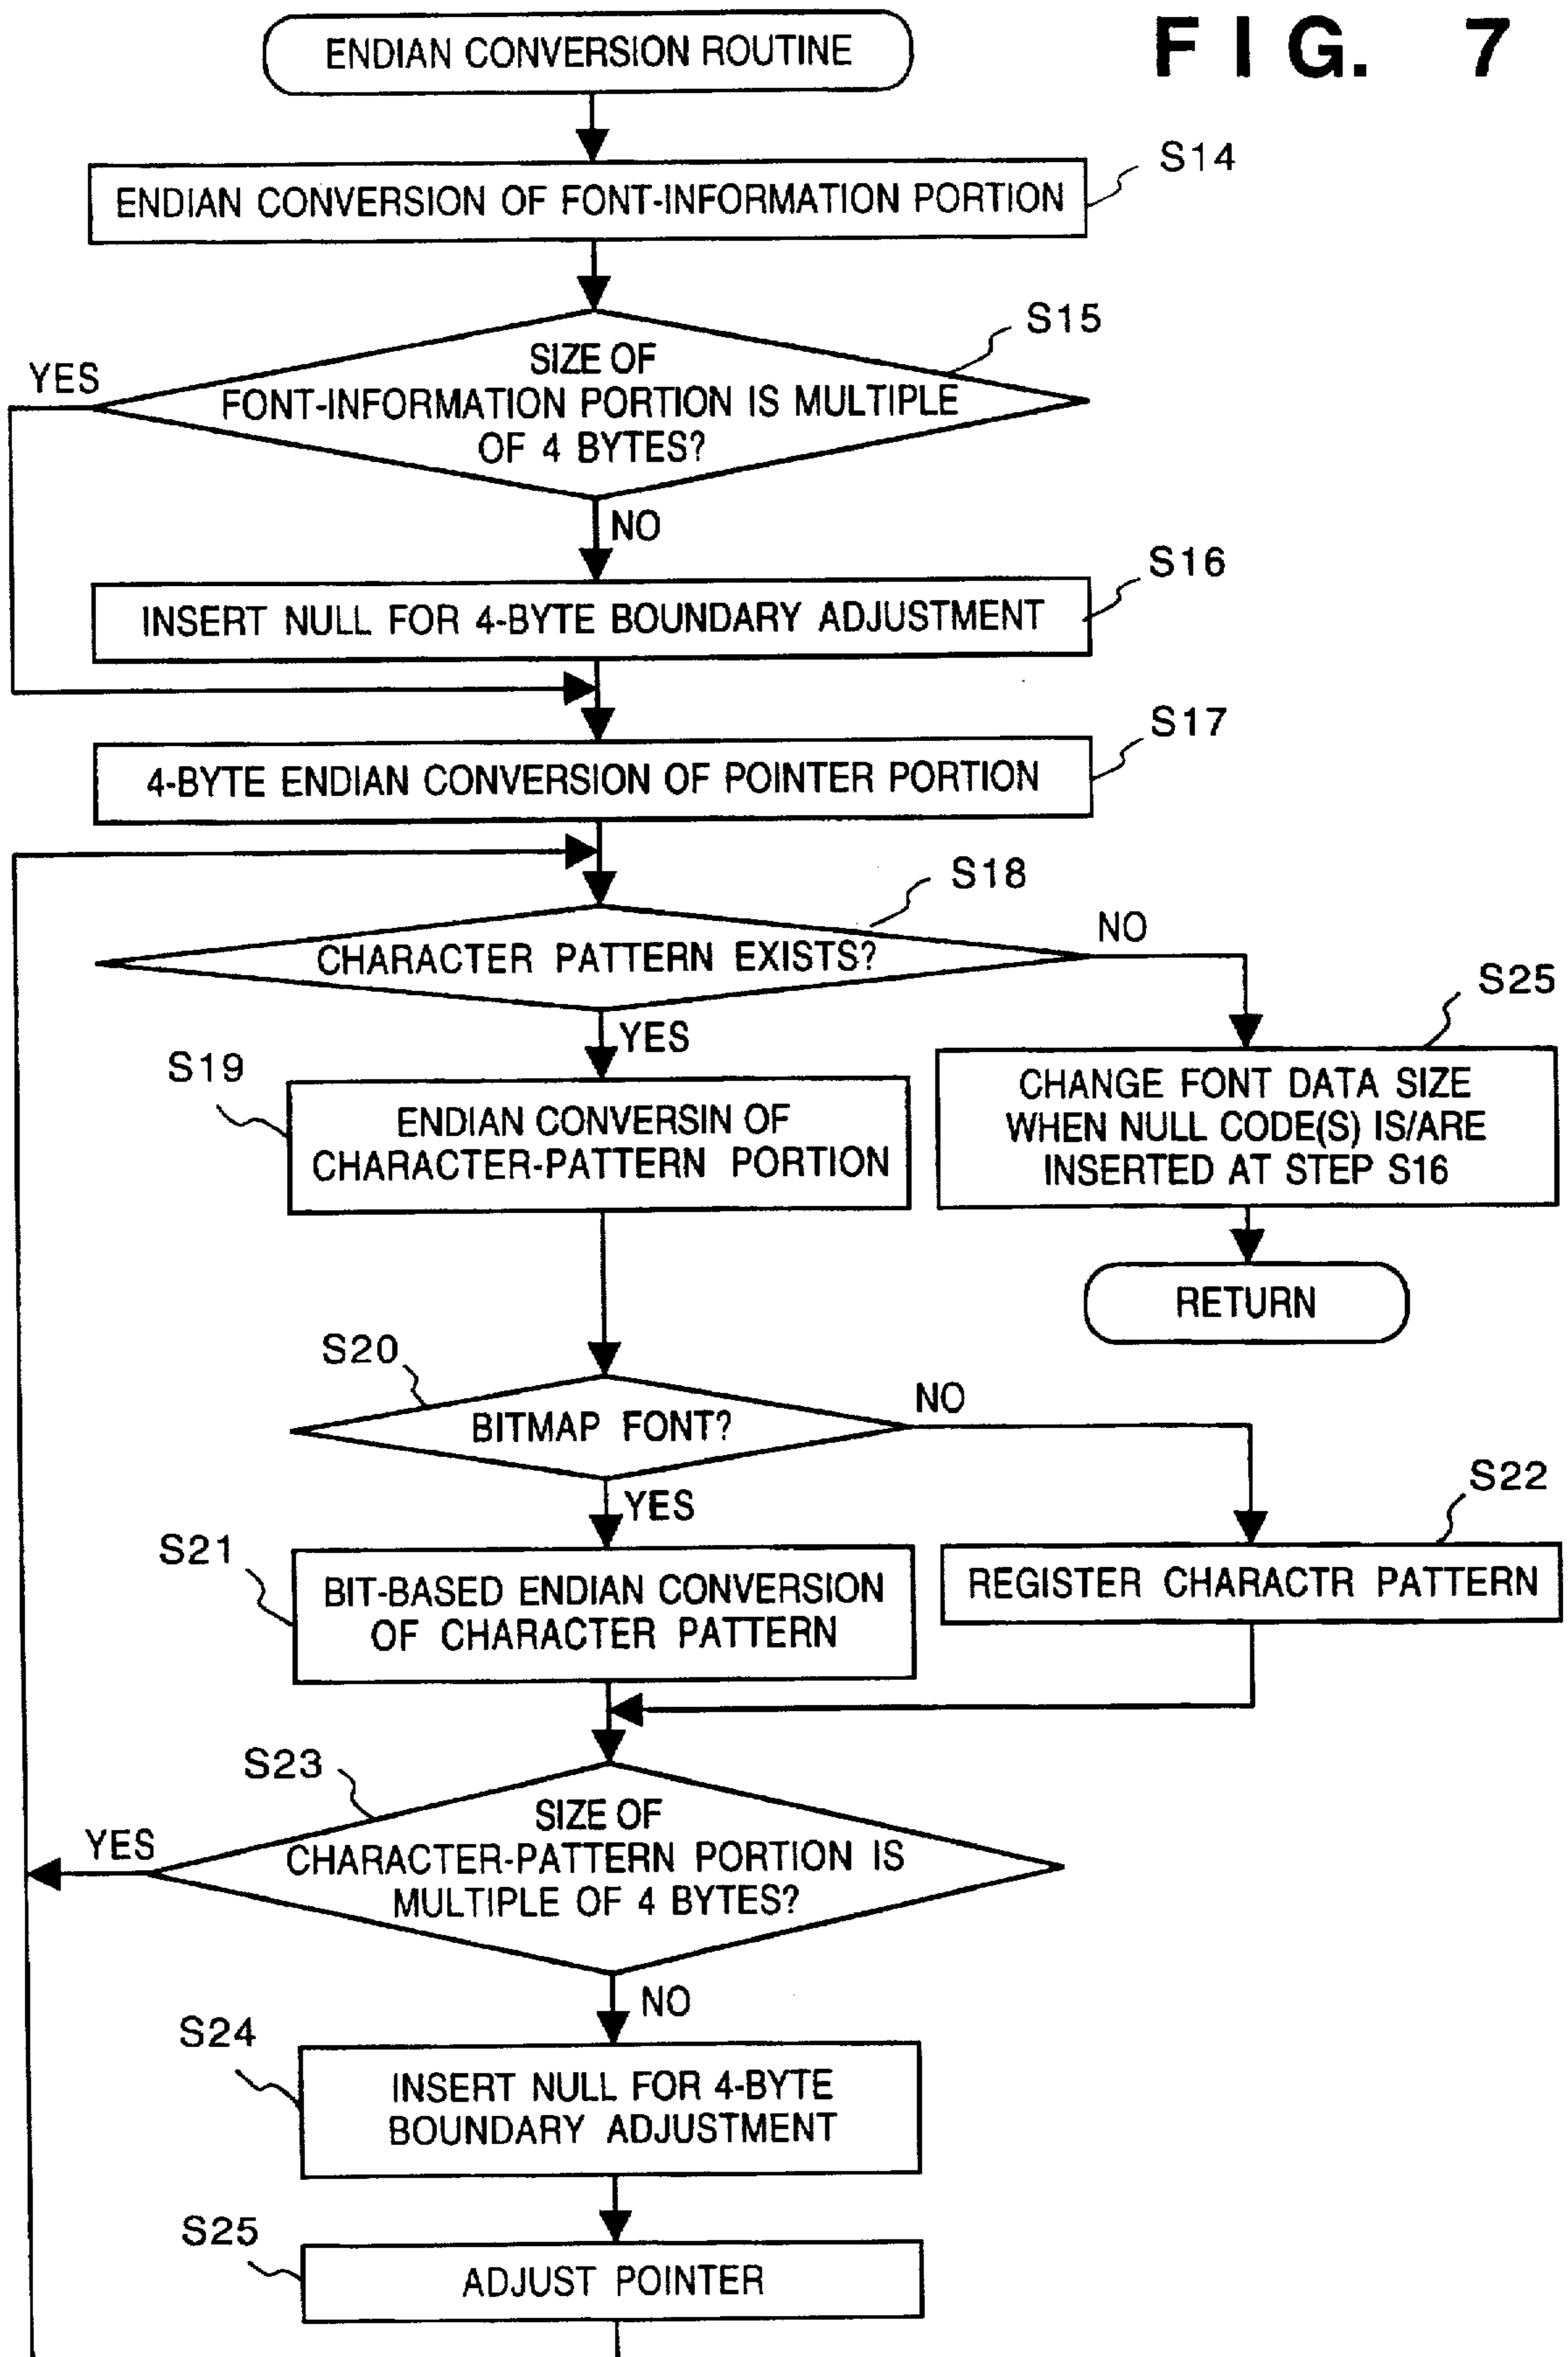 FIG. 7
ENDIAN CONVERSION ROUTINE
S14
ENDIAN CONVERSION OF FONT-INFORMATION PORTION
S15
SIZE OF
FONT-INFORMATION PORTION IS MULTIPLE
OF 4 BYTES?
YES
NO
S16
INSERT NULL FOR 4-BYTE BOUNDARY ADJUSTMENT
S17
4-BYTE ENDIAN CONVERSION OF POINTER PORTION
S18
CHARACTER PATTERN EXISTS?
NO
YES
S25
CHANGE FONT DATA SIZE
WHEN NULL CODE(S) IS/ARE
INSERTED AT STEP S16
RETURN
S19
ENDIAN CONVERSIN OF
CHARACTER-PATTERN PORTION
S20
BITMAP FONT?
NO
YES
S22
REGISTER CHARACTR PATTERN
S21
BIT-BASED ENDIAN CONVERSION
OF CHARACTER PATTERN
S23
SIZE OF
CHARACTER-PATTERN PORTION IS
MULTIPLE OF 4 BYTES?
YES
NO
S24
INSERT NULL FOR 4-BYTE
BOUNDARY ADJUSTMENT
S25
ADJUST POINTER